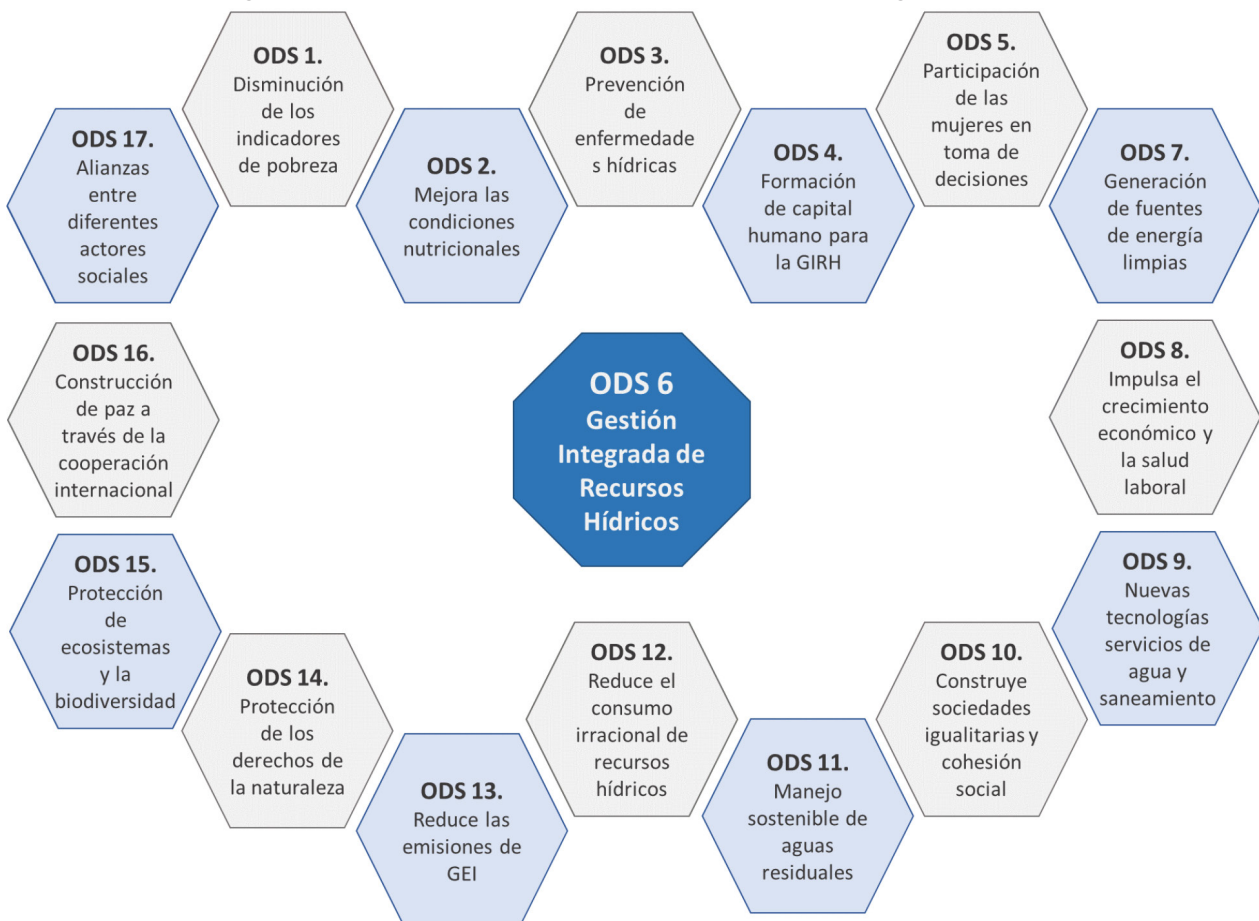 ODS 1.
Disminución
de los
indicadores
de pobreza
ODS 2.
Mejora las
condiciones
nutricionales
ODS 3.
Prevención
de
enfermedade
s hídricas
ODS 4.
Formación
de capital
humano para
la GIRH
ODS 5.
Participación
de las
mujeres en
toma de
decisiones
ODS 7.
Generación
de fuentes
de energía
limpias
ODS 8.
Impulsa el
crecimiento
económico y
la salud
laboral
ODS 9.
Nuevas
tecnologías
servicios de
agua y
saneamiento
ODS 10.
Construye
sociedades
igualitarias y
cohesión
social
ODS 11.
Manejo
sostenible de
aguas
residuales
ODS 12.
Reduce el
consumo
irracional de
recursos
hídricos
ODS 13.
Reduce las
emisiones de
GEI
ODS 14.
Protección
de los
derechos de
la naturaleza
ODS 15.
Protección
de
ecosistemas
y la
biodiversidad
ODS 16.
Construcción
de paz a
través de la
cooperación
internacional
ODS 17.
Alianzas
entre
diferentes
actores
sociales
ODS 6
Gestión
Integrada de
Recursos
Hídricos